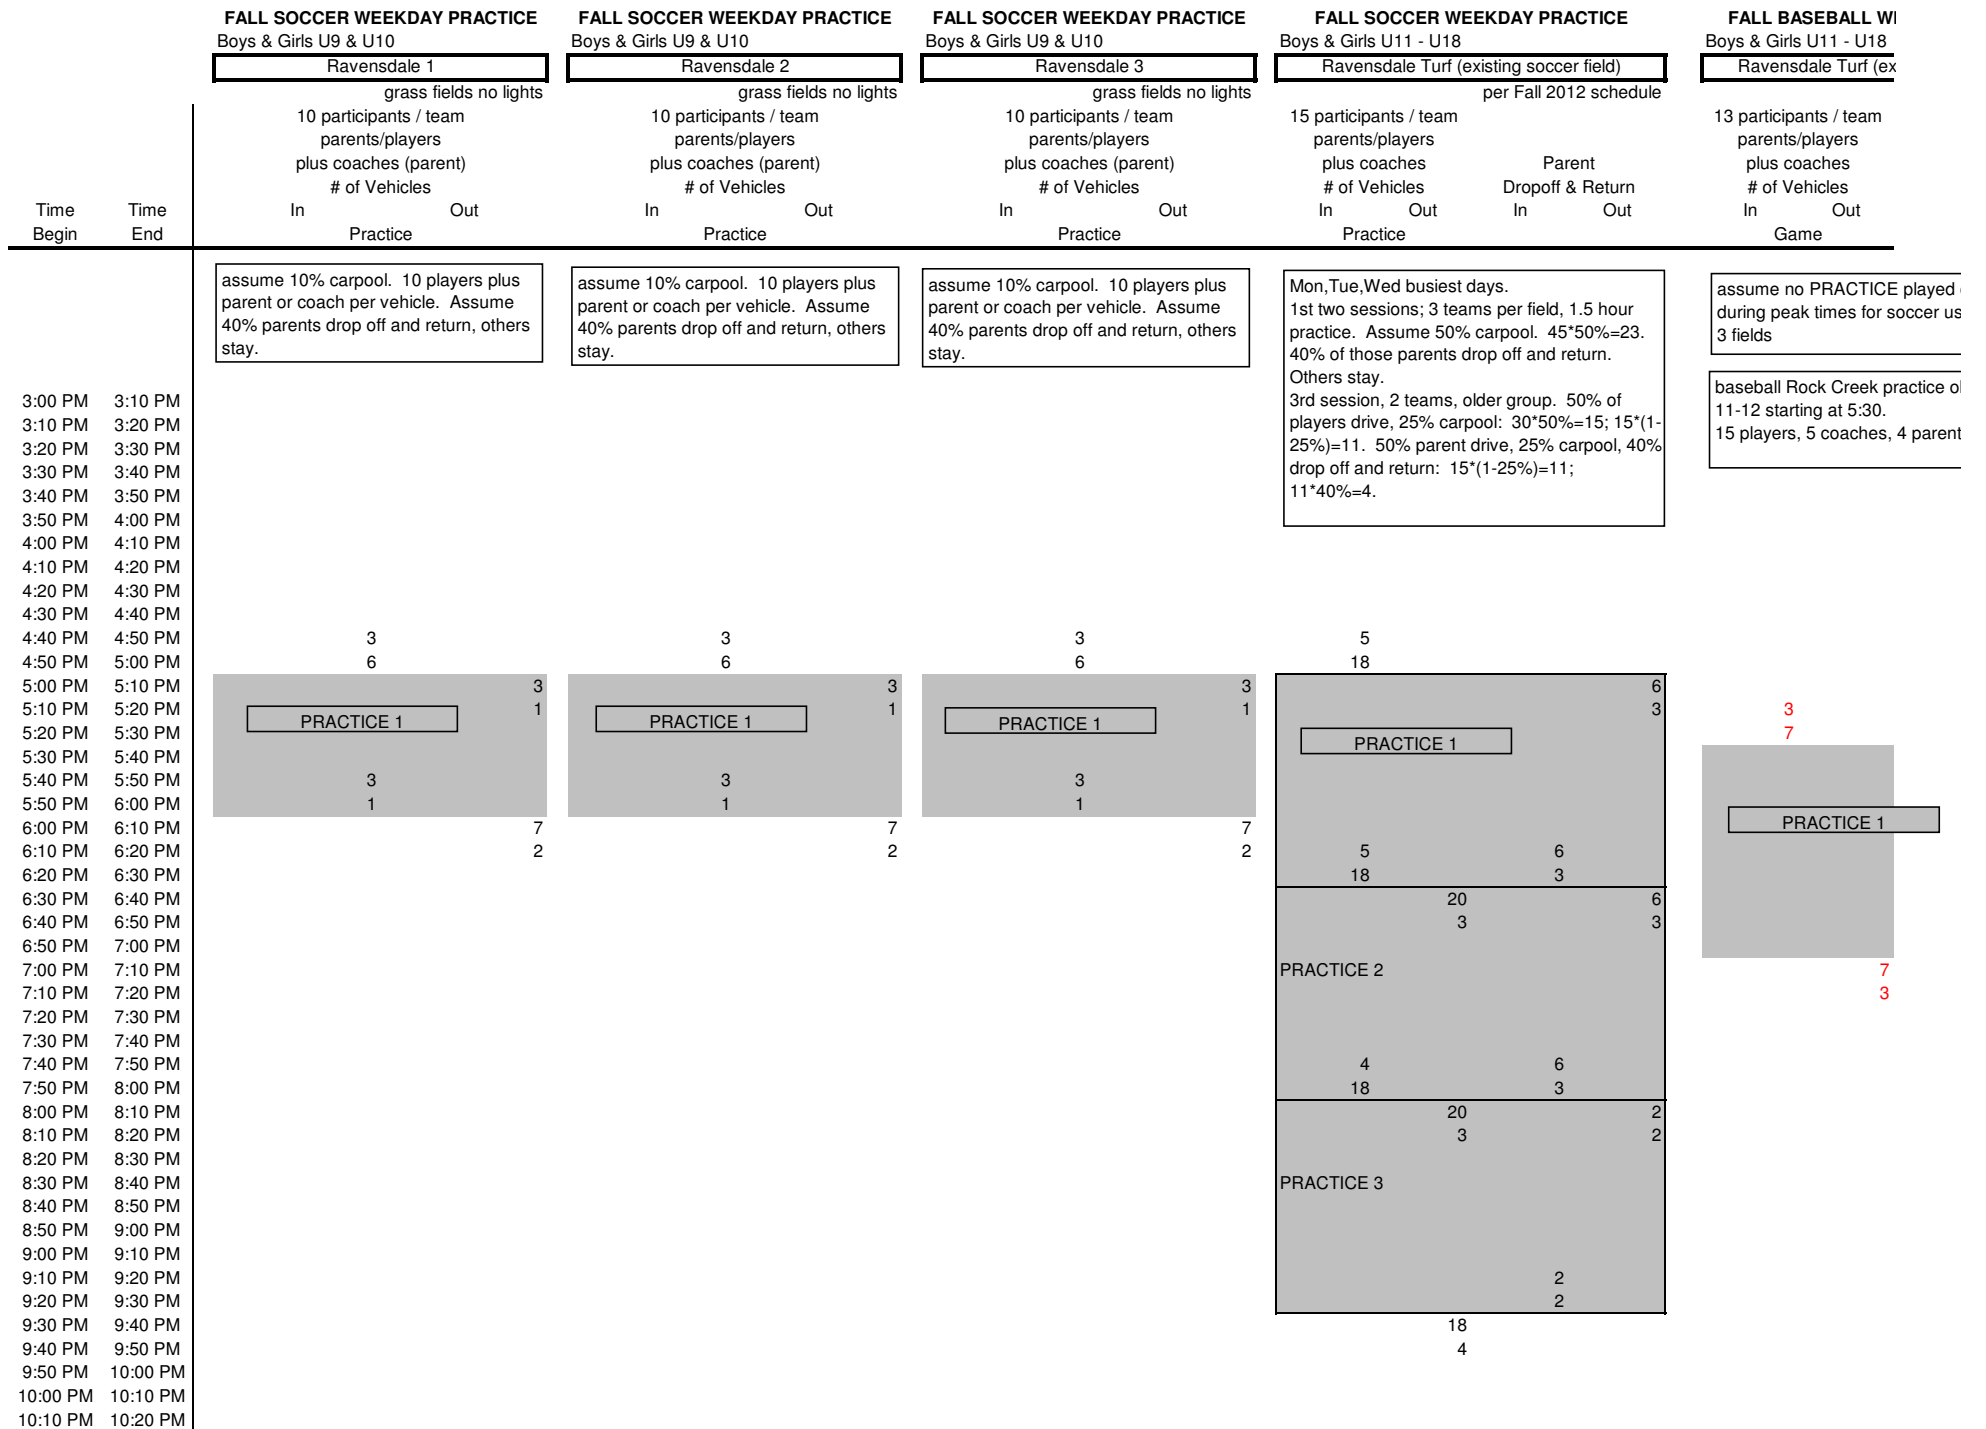 FALL SOCCER WEEKDAY PRACTICE FALL SOCCER WEEKDAY PRACTICE FALL SOCCER WEEKDAY PRACTICE FALL SOCCER WEEKDAY PRACTICE FALL BASEBALL
Boys & Girls U9 & U10 Boys & Girls U9 & U10 Boys & Girls U9 & U10 Boys & Girls U11 - U18 Boys & Girls U11 - U18
Ravensdale 1 Ravensdale 2 Ravensdale 3 Ravensdale Turf (existing soccer field) Ravensdale Turf (ex
grass fields no lights grass fields no lights grass fields no lights per Fall 2012 schedule
10 participants / team 10 participants / team 10 participants / team 15 participants / team 13 participants / team
parents/players parents/players parents/players parents/players parents/players
plus coaches (parent) plus coaches (parent) plus coaches (parent) plus coaches Parent plus coaches
# of Vehicles # of Vehicles # of Vehicles # of Vehicles Dropoff & Return # of Vehicles
Time Time In Out In Out In Out In Out In Out In Out
Begin End Practice Practice Practice Practice Game
assume 10% carpool. 10 players plus
parent or coach per vehicle. Assume
40% parents drop off and return, others
stay.
assume 10% carpool. 10 players plus
parent or coach per vehicle. Assume
40% parents drop off and return, others
stay.
assume 10% carpool. 10 players plus
parent or coach per vehicle. Assume
40% parents drop off and return, others
stay.
Mon,Tue,Wed busiest days.
1st two sessions; 3 teams per field, 1.5 hour
practice. Assume 50% carpool. 45*50%=23.
40% of those parents drop off and return.
Others stay.
3rd session, 2 teams, older group. 50% of
players drive, 25% carpool: 30*50%=15; 15*(1-
25%)=11. 50% parent drive, 25% carpool, 40%
drop off and return: 15*(1-25%)=11;
11*40%=4.
assume no PRACTICE played
during peak times for soccer us
3 fields
baseball Rock Creek practice
11-12 starting at 5:30.
15 players, 5 coaches, 4 parent
3:00 PM 3:10 PM
3:10 PM 3:20 PM
3:20 PM 3:30 PM
3:30 PM 3:40 PM
3:40 PM 3:50 PM
3:50 PM 4:00 PM
4:00 PM 4:10 PM
4:10 PM 4:20 PM
4:20 PM 4:30 PM
4:30 PM 4:40 PM
4:40 PM 4:50 PM 3 3 3 5
4:50 PM 5:00 PM 6 6 6 18
5:00 PM 5:10 PM 3 3 3 6
5:10 PM 5:20 PM 1 1 1 3 3
PRACTICE 1 PRACTICE 1 PRACTICE 1
5:20 PM 5:30 PM 7
PRACTICE 1
5:30 PM 5:40 PM
5:40 PM 5:50 PM 3 3 3
5:50 PM 6:00 PM 1 1 1
PRACTICE 1
6:00 PM 6:10 PM 7 7 7
6:10 PM 6:20 PM 2 2 2 5 6
6:20 PM 6:30 PM 18 3
6:30 PM 6:40 PM 20 6
6:40 PM 6:50 PM 3 3
6:50 PM 7:00 PM
7:00 PM 7:10 PM PRACTICE 2 7
7:10 PM 7:20 PM 3
7:20 PM 7:30 PM
7:30 PM 7:40 PM
7:40 PM 7:50 PM 4 6
7:50 PM 8:00 PM 18 3
8:00 PM 8:10 PM 20 2
8:10 PM 8:20 PM 3 2
8:20 PM 8:30 PM
8:30 PM 8:40 PM PRACTICE 3
8:40 PM 8:50 PM
8:50 PM 9:00 PM
9:00 PM 9:10 PM
9:10 PM 9:20 PM 2
9:20 PM 9:30 PM 2
9:30 PM 9:40 PM 18
9:40 PM 9:50 PM 4
9:50 PM 10:00 PM
10:00 PM 10:10 PM
10:10 PM 10:20 PM